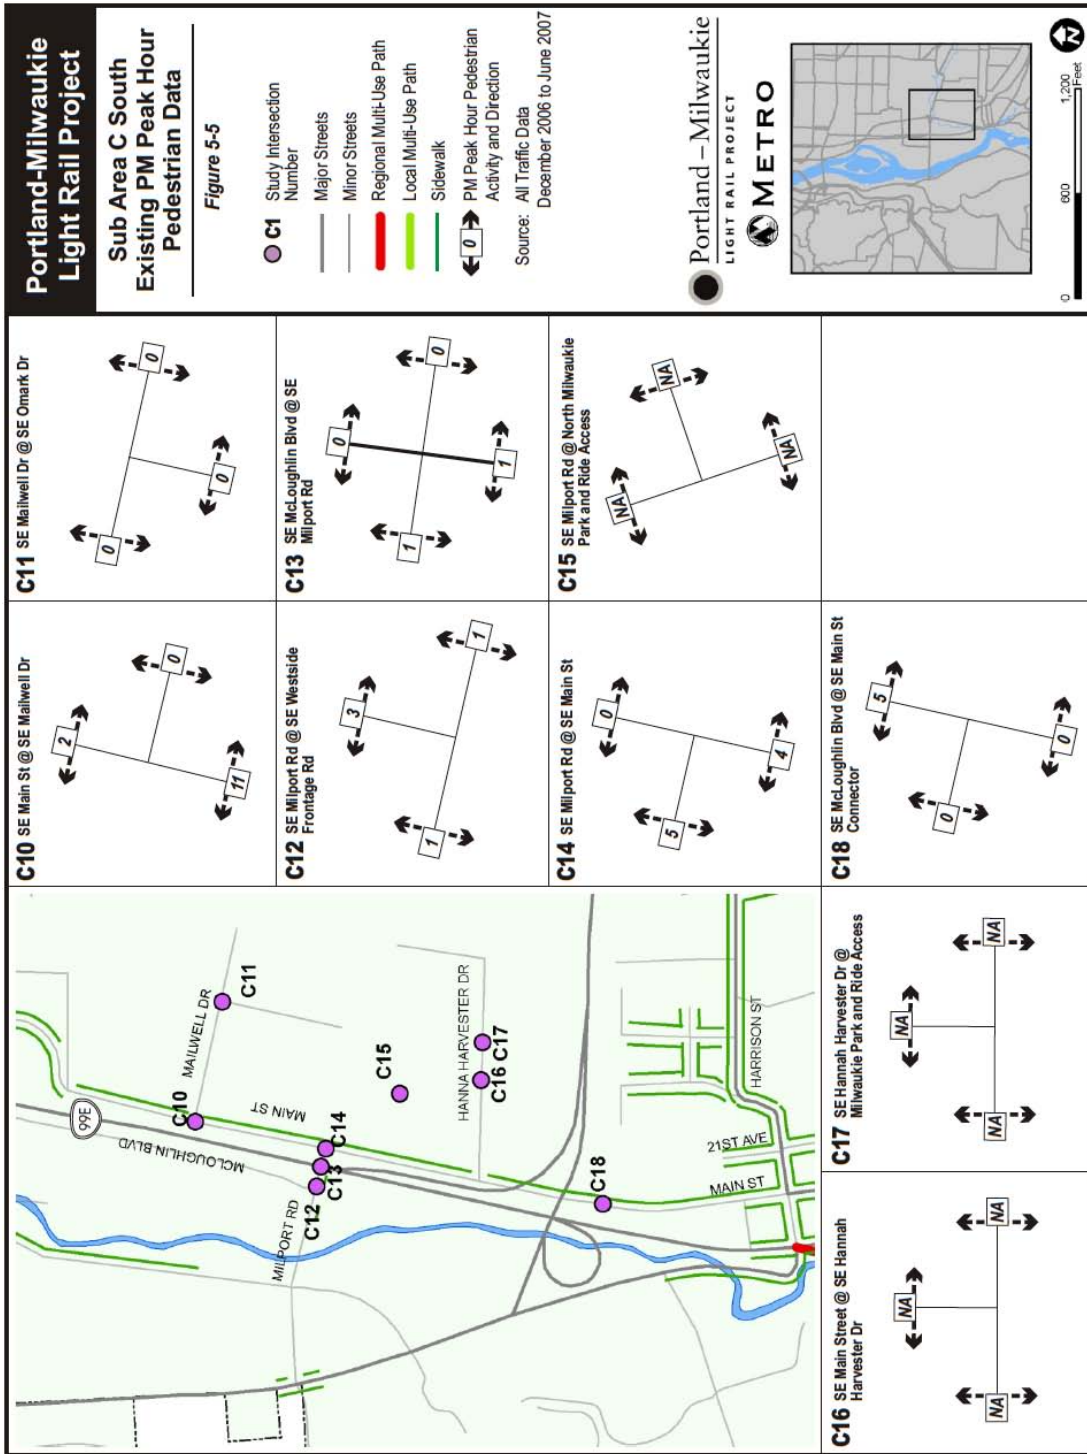 Portland-Milwaukie
Light Rail Project
Sub Area C South
Existing PM Peak Hour
Pedestrian Data
Figure 5-5
C1 Study Intersection
Number
Major Streets
Minor Streets
Regional Multi-Use Path
Local Multi-Use Path
Sidewalk
0 PM Peak Hour Pedestrian
Activity and Direction
Source: All Traffic Data
December 2006 to June 2007
Portland – Milwaukie
LIGHT RAIL PROJECT
METRO
0 600 1,200
Feet
N
99E
MCLOUGHLIN BLVD
MAIN ST
MAILWELL DR
MILPORT RD
HANNA HARVESTER DR
HARRISON ST
21ST AVE
MAIN ST
C10
C11
C12
C13
C14
C15
C16
C17
C18
C10 SE Main St @ SE Mailwell Dr
2
0
11
C11 SE Mailwell Dr @ SE Omark Dr
0
0
0
C12 SE Milport Rd @ SE Westside
Frontage Rd
3
1
1
C13 SE McLoughlin Blvd @ SE
Milport Rd
0
1
0
1
C14 SE Milport Rd @ SE Main St
0
5
4
C15 SE Milport Rd @ North Milwaukie
Park and Ride Access
NA
NA
NA
C16 SE Main Street @ SE Hannah
Harvester Dr
NA
NA
NA
C17 SE Hannah Harvester Dr @
Milwaukie Park and Ride Access
NA
NA
NA
C18 SE McLoughlin Blvd @ SE Main St
Connector
5
0
0